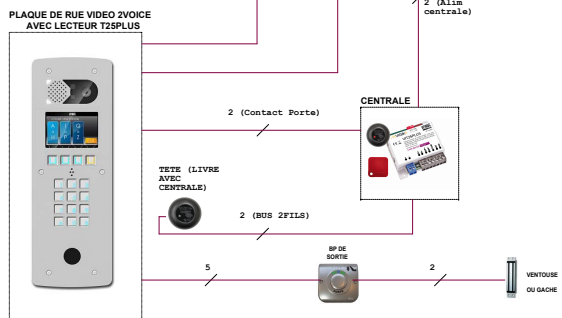 2 (Alim
centrale)
PLAQUE DE RUE VIDEO 2VOICE
AVEC LECTEUR T25PLUS
CENTRALE
2 (Contact Porte)
TETE (LIVRE
AVEC
CENTRALE)
2 (BUS 2FILS)
BP DE
SORTIE
5
2
VENTOUSE
OU GACHE